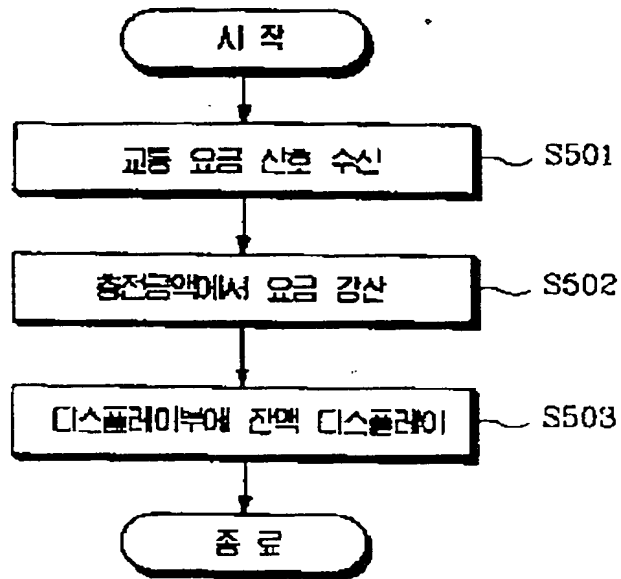 시 작
교통 요금 신호 수신 S501
충전금액에서 요금 감산 S502
디스플레이부에 잔액 디스플레이 S503
종 료